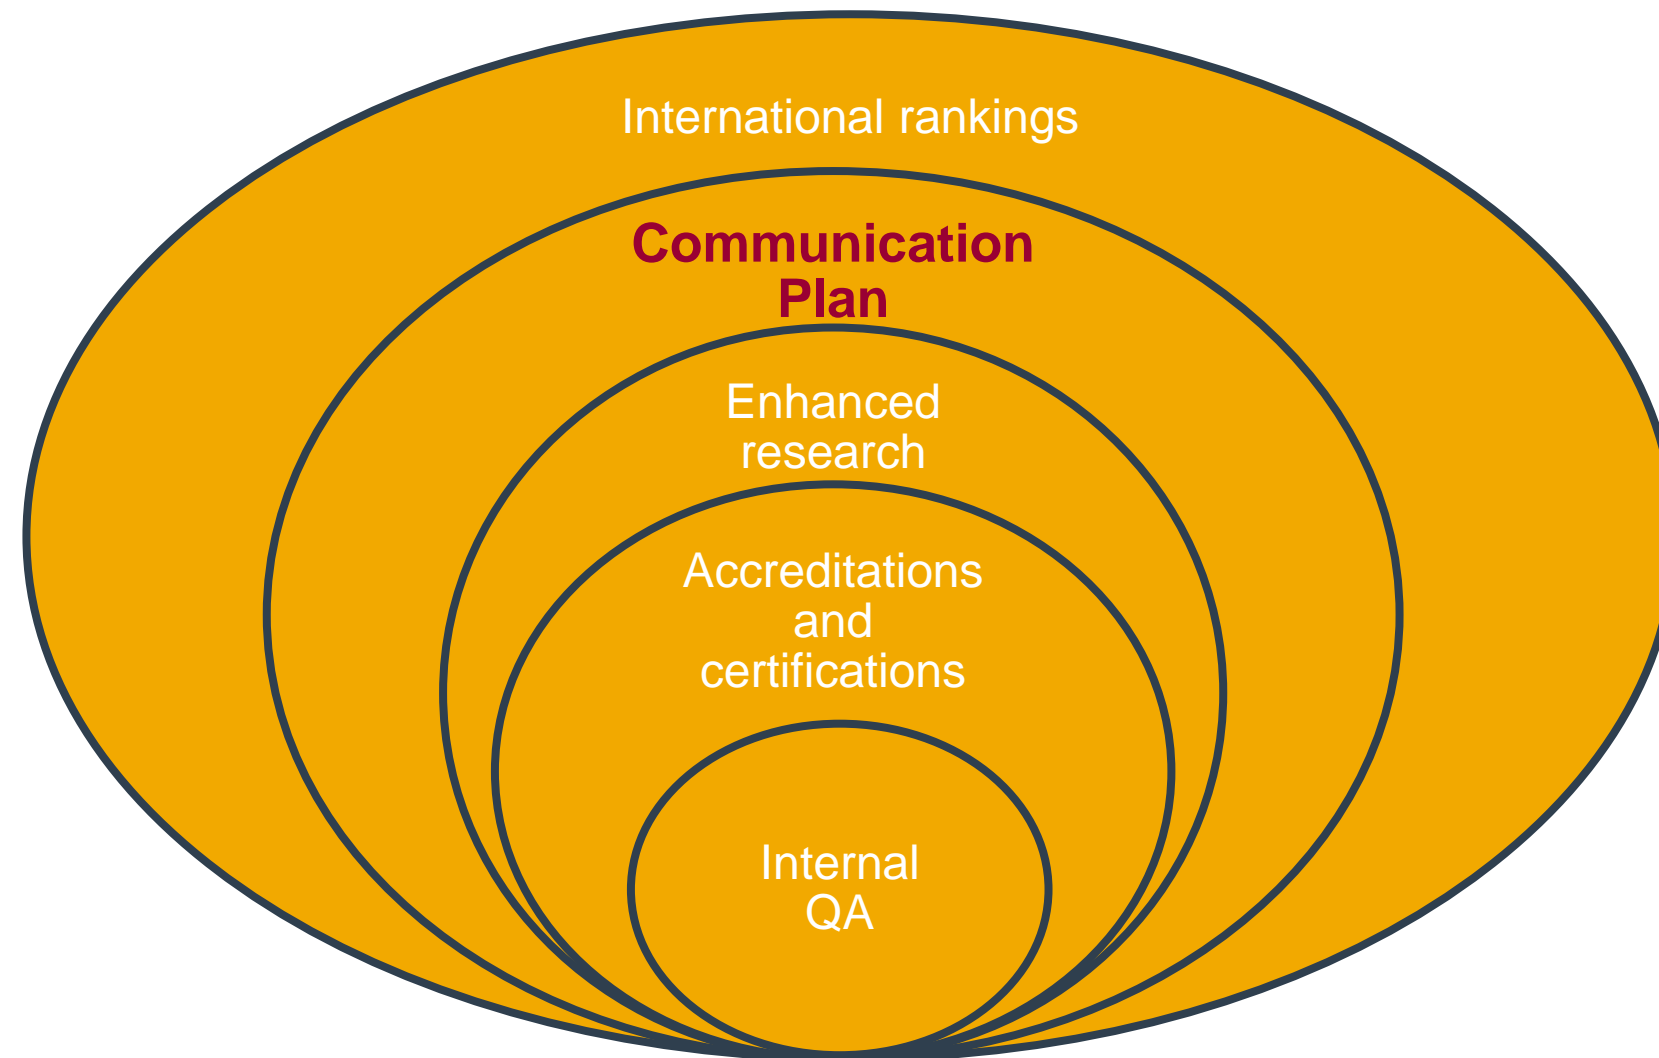 International rankings
Communication
Plan
Enhanced
research
Accreditations
and
certifications
Internal
QA